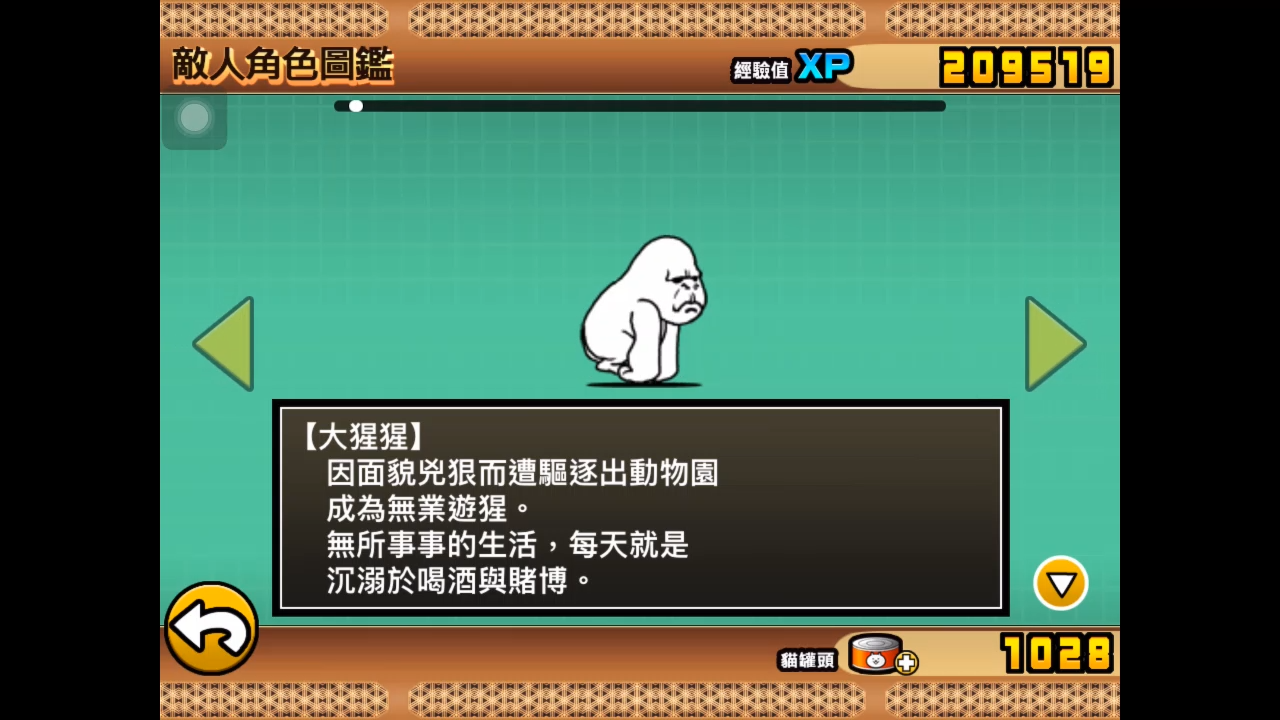 敵人角色圖鑑
經驗值 XP 209519
【大猩猩】
因面貌兇狠而遭驅逐出動物園
成為無業遊猩。
無所事事的生活，每天就是
沉溺於喝酒與賭博。
貓罐頭 1028